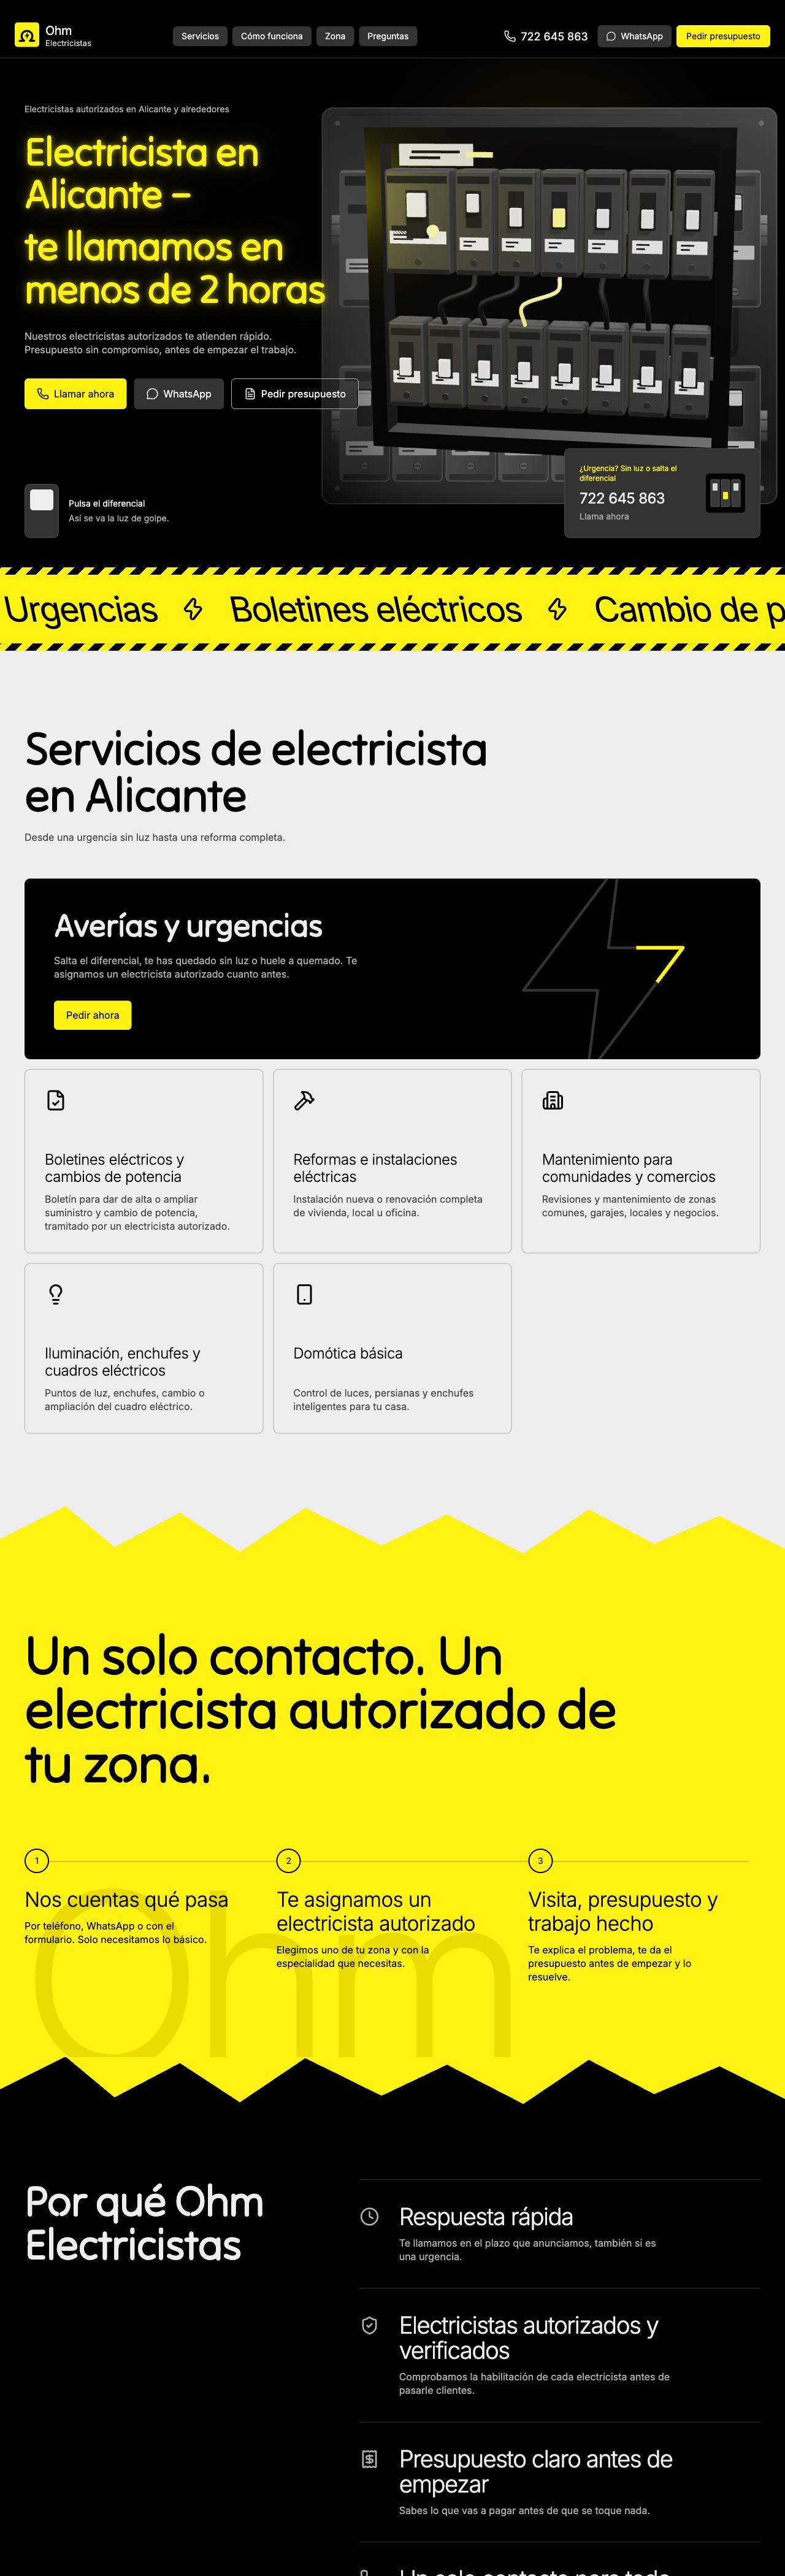 Ohm
Electricistas
Servicios
Cómo funciona
Zona
Preguntas
722 645 863
WhatsApp
Pedir presupuesto
Electricistas autorizados en Alicante y alrededores
Electricista en
Alicante –
te llamamos en
menos de 2 horas
Nuestros electricistas autorizados te atienden rápido.
Presupuesto sin compromiso, antes de empezar el trabajo.
Llamar ahora
WhatsApp
Pedir presupuesto
Pulsa el diferencial
Así se va la luz de golpe.
¿Urgencia? Sin luz o salta el
diferencial
722 645 863
Llama ahora
Urgencias
Boletines eléctricos
Cambio de p
Servicios de electricista
en Alicante
Desde una urgencia sin luz hasta una reforma completa.
Averías y urgencias
Salta el diferencial, te has quedado sin luz o huele a quemado. Te
asignamos un electricista autorizado cuanto antes.
Pedir ahora
Boletines eléctricos y
cambios de potencia
Boletín para dar de alta o ampliar
suministro y cambio de potencia,
tramitado por un electricista autorizado.
Reformas e instalaciones
eléctricas
Instalación nueva o renovación completa
de vivienda, local u oficina.
Mantenimiento para
comunidades y comercios
Revisiones y mantenimiento de zonas
comunes, garajes, locales y negocios.
Iluminación, enchufes y
cuadros eléctricos
Puntos de luz, enchufes, cambio o
ampliación del cuadro eléctrico.
Domótica básica
Control de luces, persianas y enchufes
inteligentes para tu casa.
Un solo contacto. Un
electricista autorizado de
tu zona.
1
Nos cuentas qué pasa
Por teléfono, WhatsApp o con el
formulario. Solo necesitamos lo básico.
2
Te asignamos un
electricista autorizado
Elegimos uno de tu zona y con la
especialidad que necesitas.
3
Visita, presupuesto y
trabajo hecho
Te explica el problema, te da el
presupuesto antes de empezar y lo
resuelve.
Ohm
Por qué Ohm
Electricistas
Respuesta rápida
Te llamamos en el plazo que anunciamos, también si es
una urgencia.
Electricistas autorizados y
verificados
Comprobamos la habilitación de cada electricista antes de
pasarle clientes.
Presupuesto claro antes de
empezar
Sabes lo que vas a pagar antes de que se toque nada.
Un solo contacto para todo